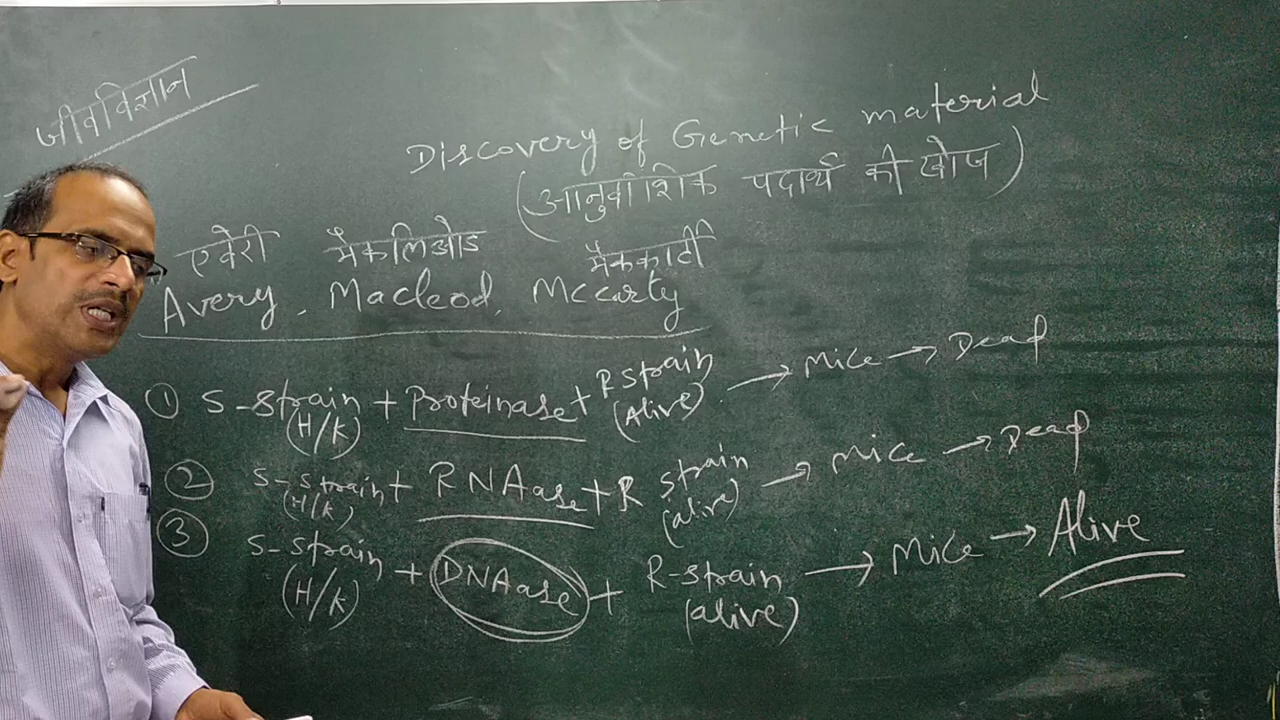 जीवविज्ञान
Discovery of Genetic material
(आनुवांशिक पदार्थ की खोज)
एवेरी मैकलिओड मैककार्टी
Avery, Macleod, Mccarty
① S-Strain (H/K) + Proteinase + R Strain (Alive) → Mice → Dead
② S-Strain (H/K) + RNAase + R Strain (alive) → Mice → Dead
③ S-Strain (H/K) + DNAase + R-Strain (alive) → Mice → Alive